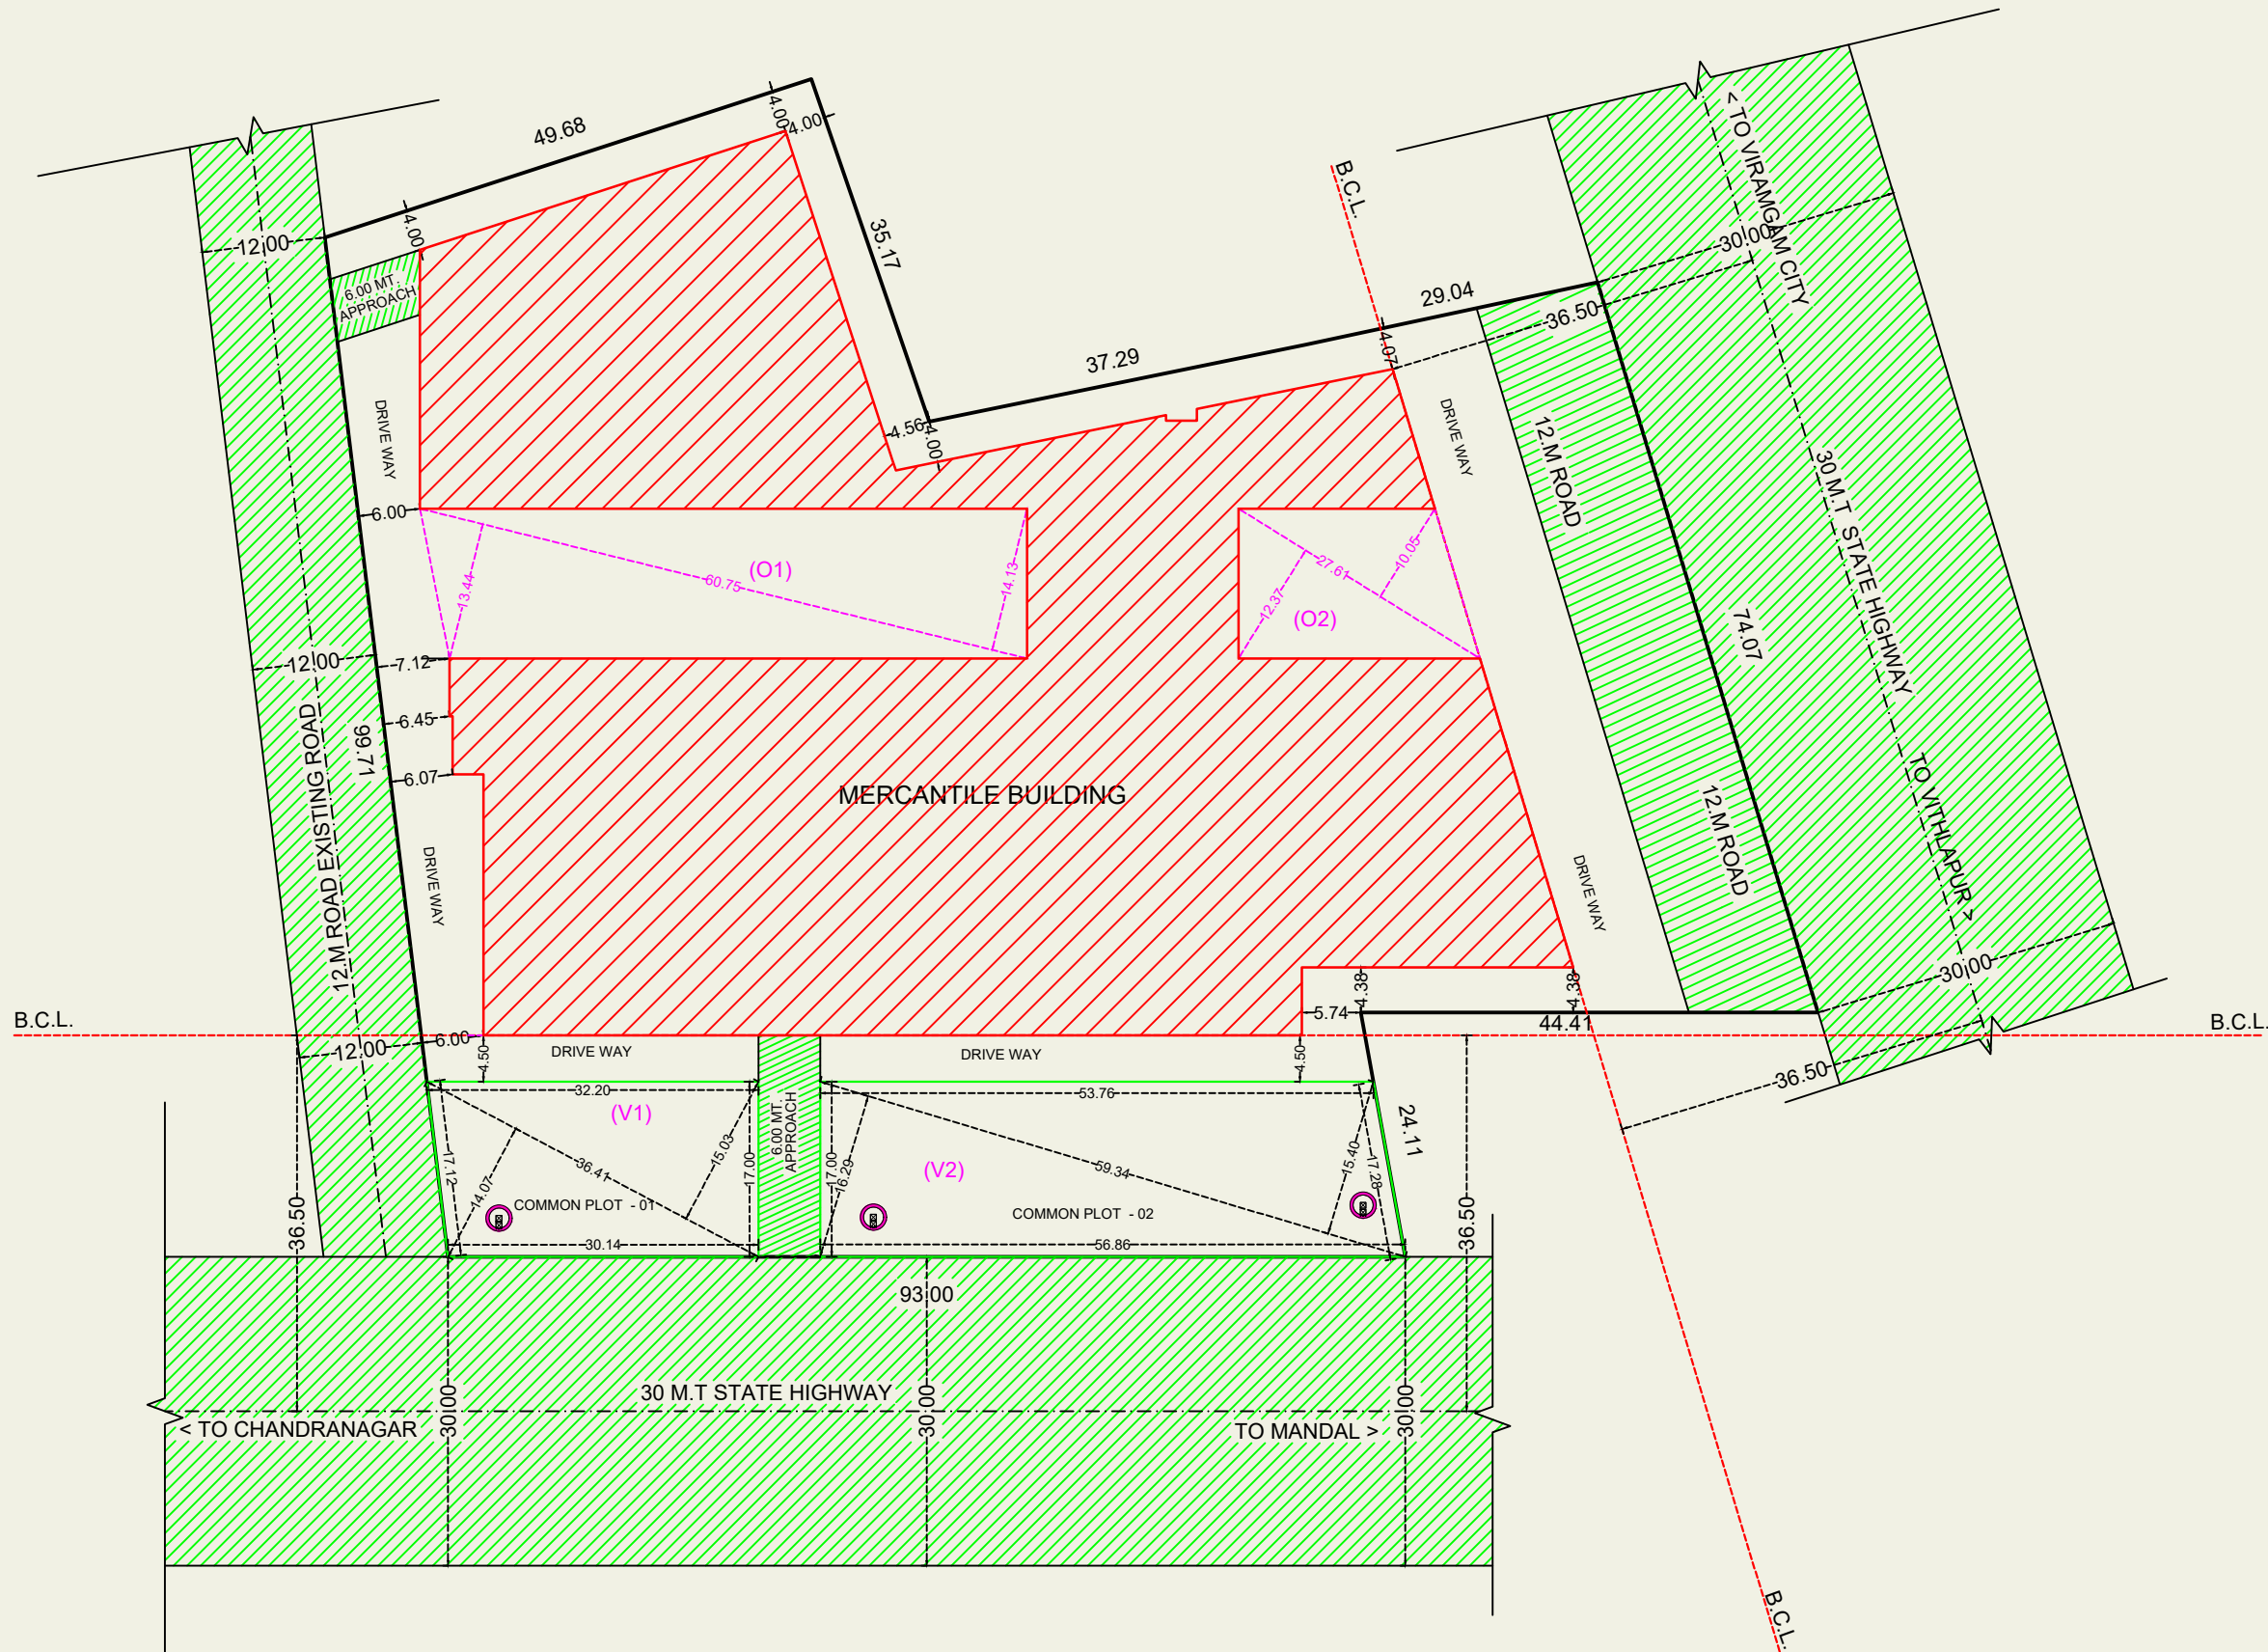 49.68
4.00
4.00
< TO VIRAMGAM CITY
B.C.L.
4.00
12.00
35.17
30.00
6.00 MT.
APPROACH
29.04
36.50
4.07
37.29
DRIVE WAY
DRIVE WAY
4.56
4.00
12.M ROAD
30 M.T STATE HIGHWAY
6.00
(O1)
60.75
13.44
14.13
27.61
10.05
12.37
(O2)
74.07
12.00
7.12
6.45
99.71
6.07
12.M ROAD EXISTING ROAD
MERCANTILE BUILDING
12.M ROAD
TO VITHLAPUR >
DRIVE WAY
DRIVE WAY
30.00
4.38
4.38
5.74
44.41
B.C.L.
B.C.L.
12.00
6.00
4.50
DRIVE WAY
DRIVE WAY
4.50
36.50
32.20
53.76
(V1)
6.00 MT.
APPROACH
24.11
17.12
14.07
36.41
15.03
17.00
17.00
16.29
(V2)
59.34
15.40
17.28
COMMON PLOT - 01
COMMON PLOT - 02
36.50
36.50
30.14
56.86
93.00
30 M.T STATE HIGHWAY
< TO CHANDRANAGAR
30.00
30.00
TO MANDAL >
30.00
B.C.L.